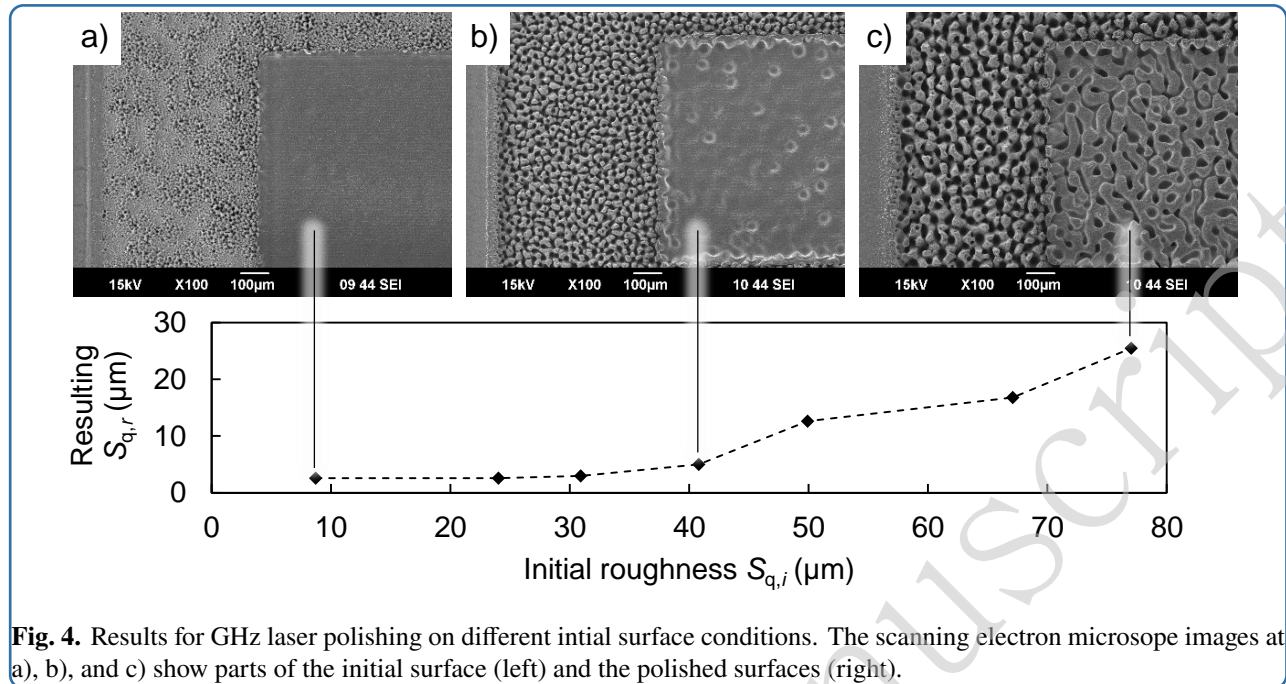 a)
b)
c)
15kV X100 100µm 09 44 SEI
15kV X100 100µm 10 44 SEI
15kV X100 100µm 10 44 SEI
Resulting
Sq,r (µm)
30
20
10
0
0 10 20 30 40 50 60 70 80
Initial roughness Sq,i (µm)
Fig. 4. Results for GHz laser polishing on different intial surface conditions. The scanning electron microsope images at
a), b), and c) show parts of the initial surface (left) and the polished surfaces (right).
nuscript